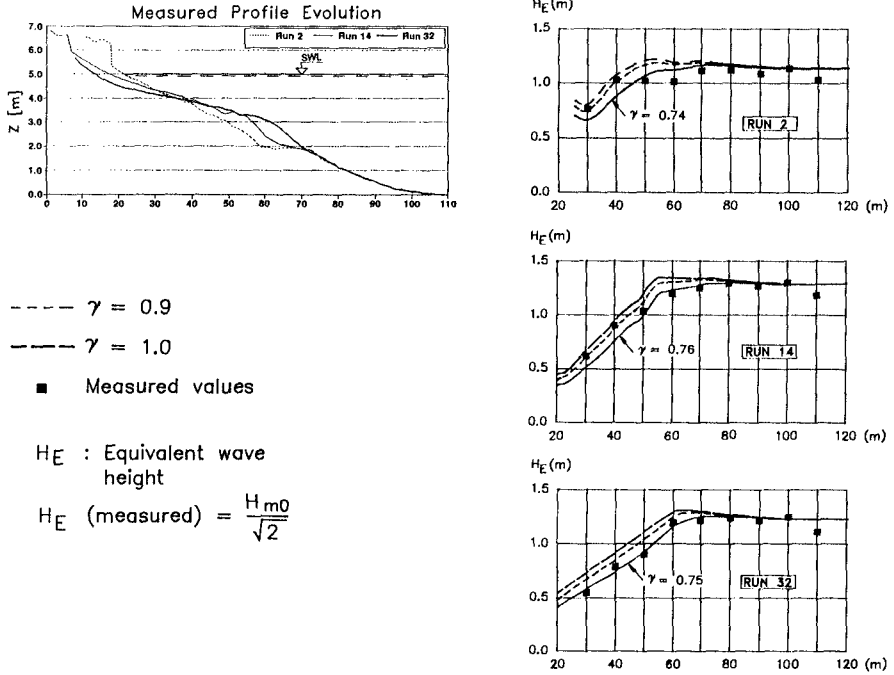 Measured Profile Evolution
Run 2 Run 14 Run 32
SWL
Z [m]
7.0
6.0
5.0
4.0
3.0
2.0
1.0
0.0
0 10 20 30 40 50 60 70 80 90 100 110
γ = 0.9
γ = 1.0
Measured values
H_E : Equivalent wave
height
H_E (measured) = H_m0 / √2
H_E(m)
1.5
1.0
0.5
0.0
γ = 0.74
RUN 2
20 40 60 80 100 120 (m)
H_E(m)
1.5
1.0
0.5
0.0
γ = 0.76
RUN 14
20 40 60 80 100 120 (m)
H_E(m)
1.5
1.0
0.5
0.0
γ = 0.75
RUN 32
20 40 60 80 100 120 (m)